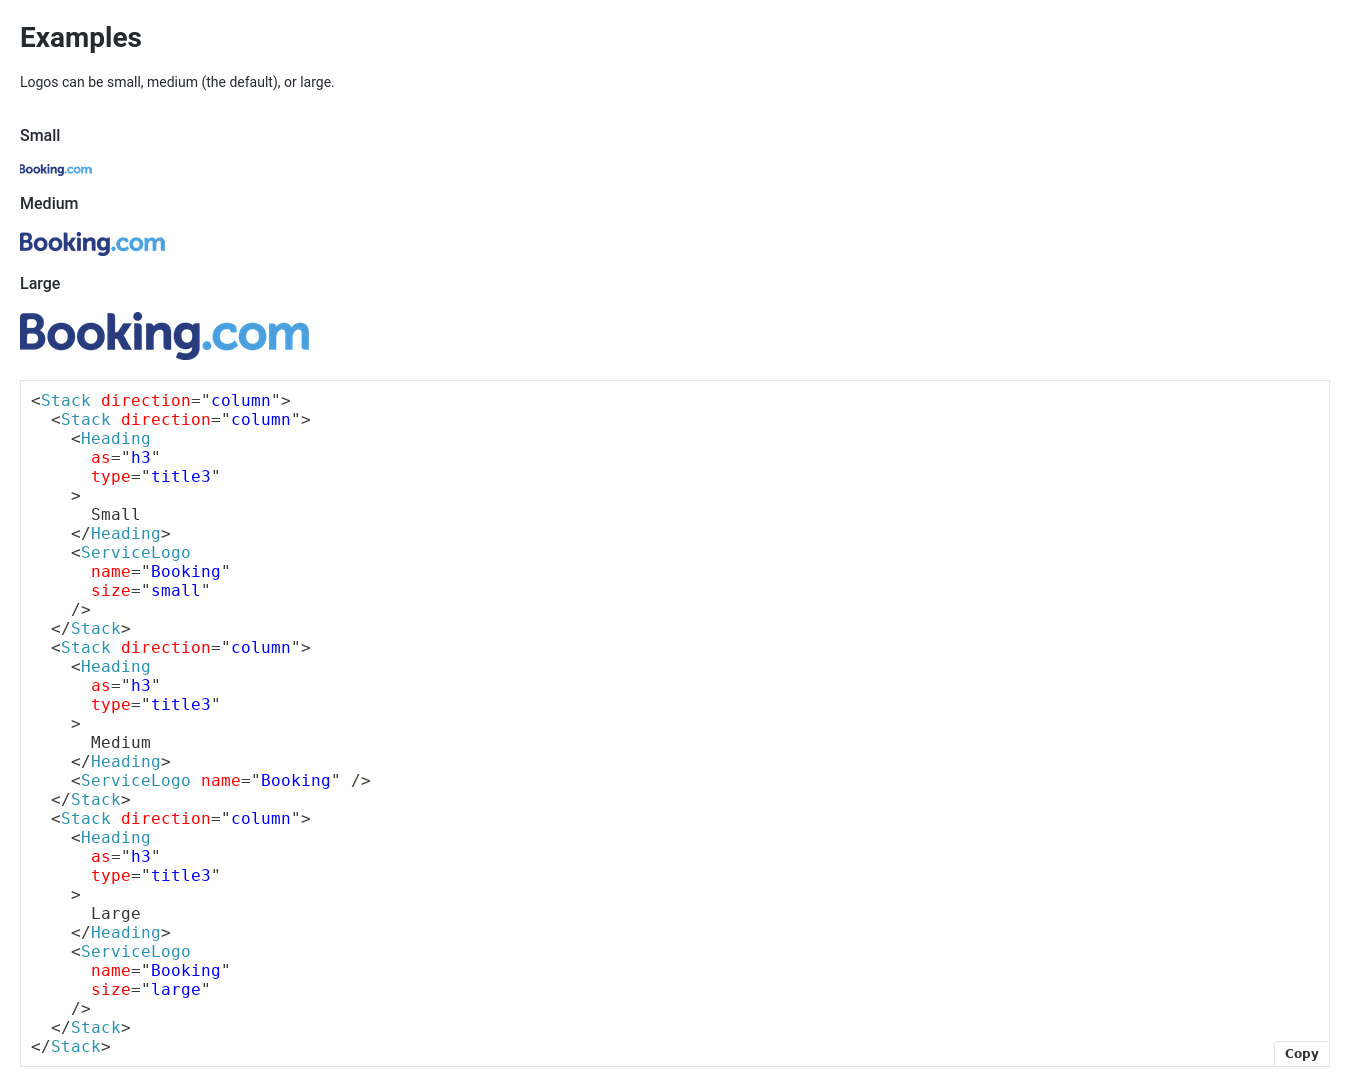 Examples
Logos can be small, medium (the default), or large.
Small
Booking.com
Medium
Booking.com
Large
Booking.com
<Stack direction="column">
  <Stack direction="column">
    <Heading
      as="h3"
      type="title3"
    >
      Small
    </Heading>
    <ServiceLogo
      name="Booking"
      size="small"
    />
  </Stack>
  <Stack direction="column">
    <Heading
      as="h3"
      type="title3"
    >
      Medium
    </Heading>
    <ServiceLogo name="Booking" />
  </Stack>
  <Stack direction="column">
    <Heading
      as="h3"
      type="title3"
    >
      Large
    </Heading>
    <ServiceLogo
      name="Booking"
      size="large"
    />
  </Stack>
</Stack>
Copy